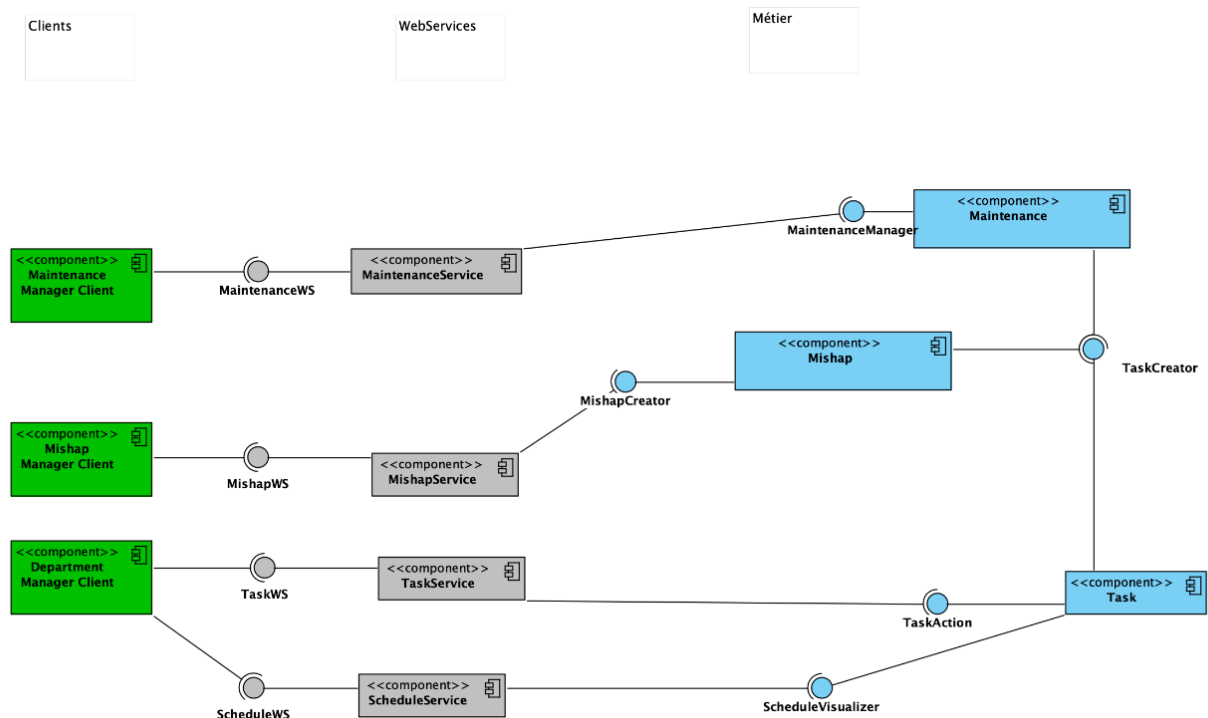 Clients
WebServices
Métier
<<component>>
Maintenance
MaintenanceManager
<<component>>
Maintenance
Manager Client
MaintenanceWS
<<component>>
MaintenanceService
<<component>>
Mishap
TaskCreator
MishapCreator
<<component>>
Mishap
Manager Client
MishapWS
<<component>>
MishapService
<<component>>
Department
Manager Client
TaskWS
<<component>>
TaskService
TaskAction
<<component>>
Task
ScheduleWS
<<component>>
ScheduleService
ScheduleVisualizer